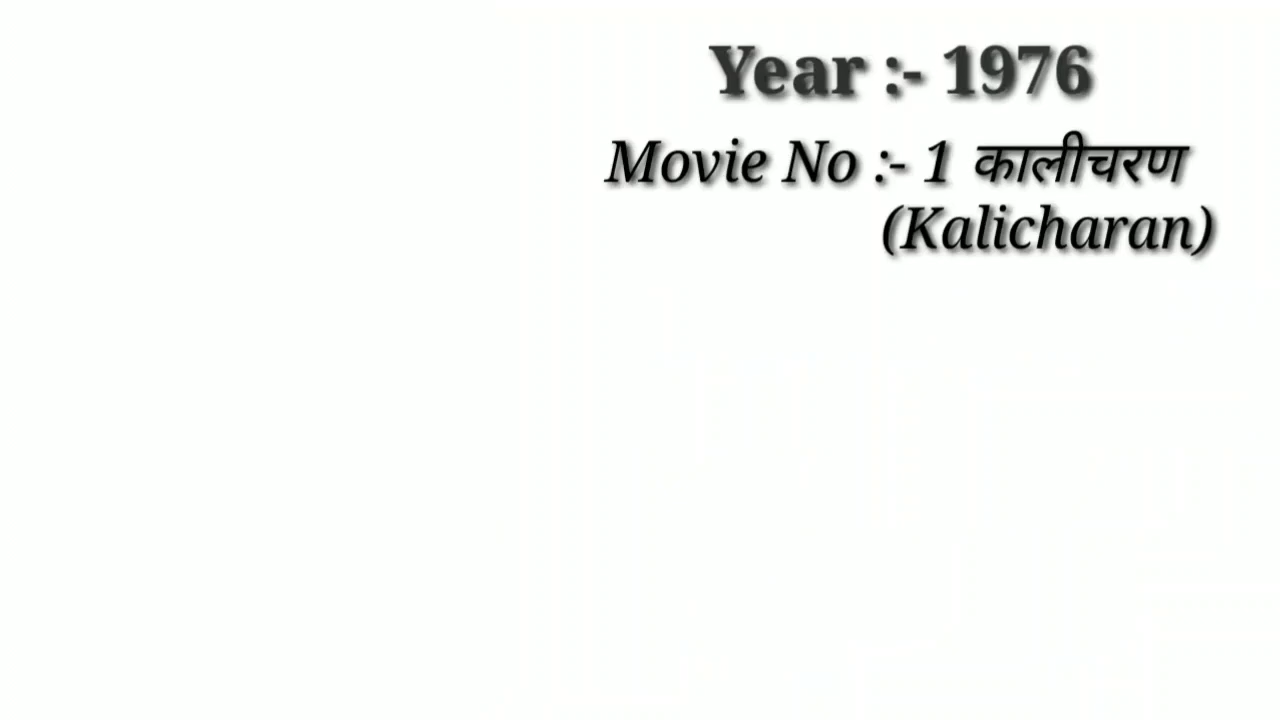 Year :- 1976
Movie No :- 1 कालीचरण
(Kalicharan)